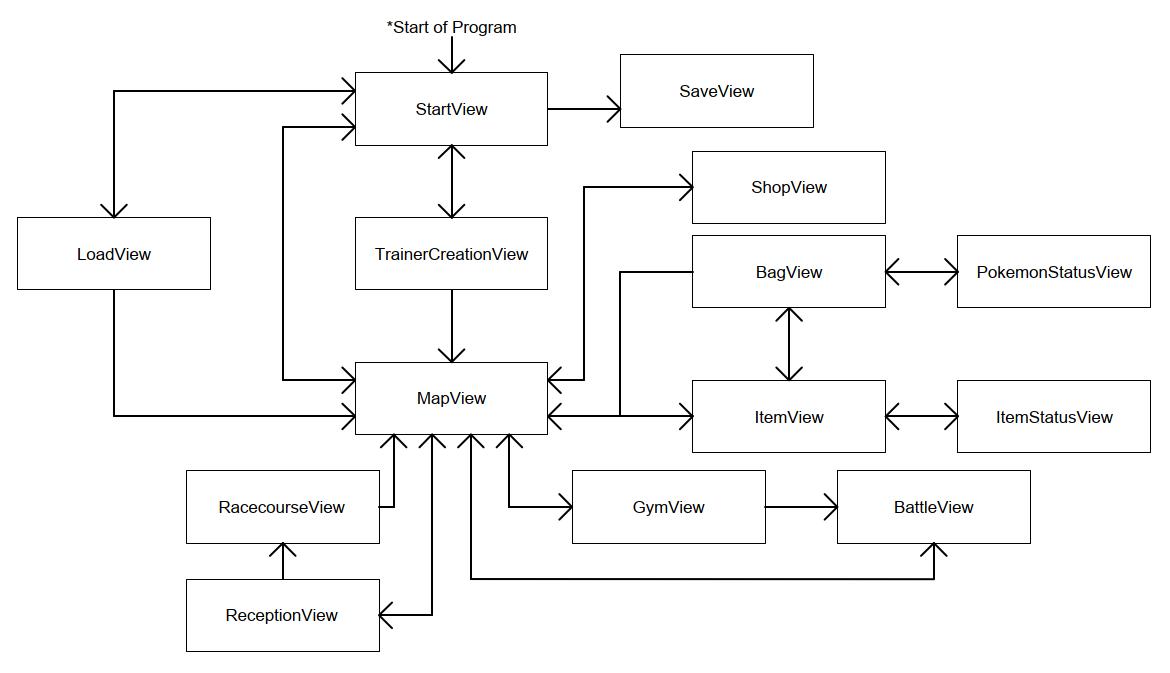 *Start of Program
StartView
SaveView
ShopView
LoadView
TrainerCreationView
BagView
PokemonStatusView
MapView
ItemView
ItemStatusView
RacecourseView
GymView
BattleView
ReceptionView